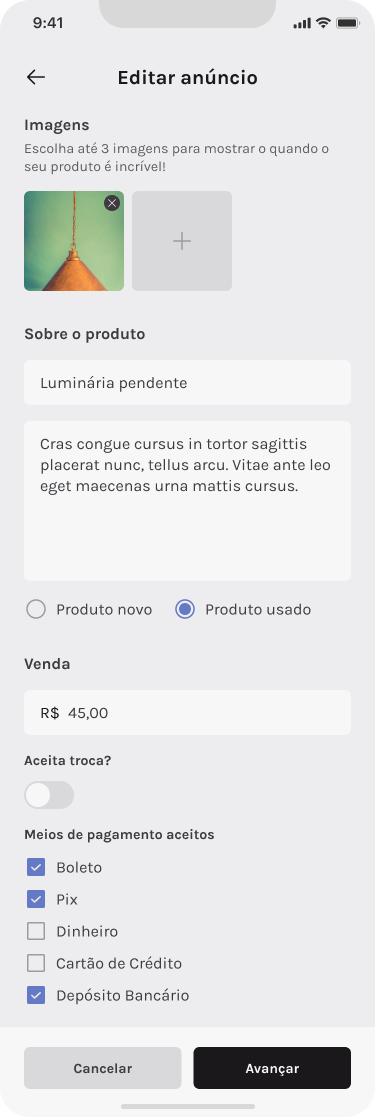 9:41
Editar anúncio
Imagens
Escolha até 3 imagens para mostrar o quando o
seu produto é incrível!
Sobre o produto
Luminária pendente
Cras congue cursus in tortor sagittis
placerat nunc, tellus arcu. Vitae ante leo
eget maecenas urna mattis cursus.
Produto novo Produto usado
Venda
R$ 45,00
Aceita troca?
Meios de pagamento aceitos
Boleto
Pix
Dinheiro
Cartão de Crédito
Depósito Bancário
Cancelar Avançar